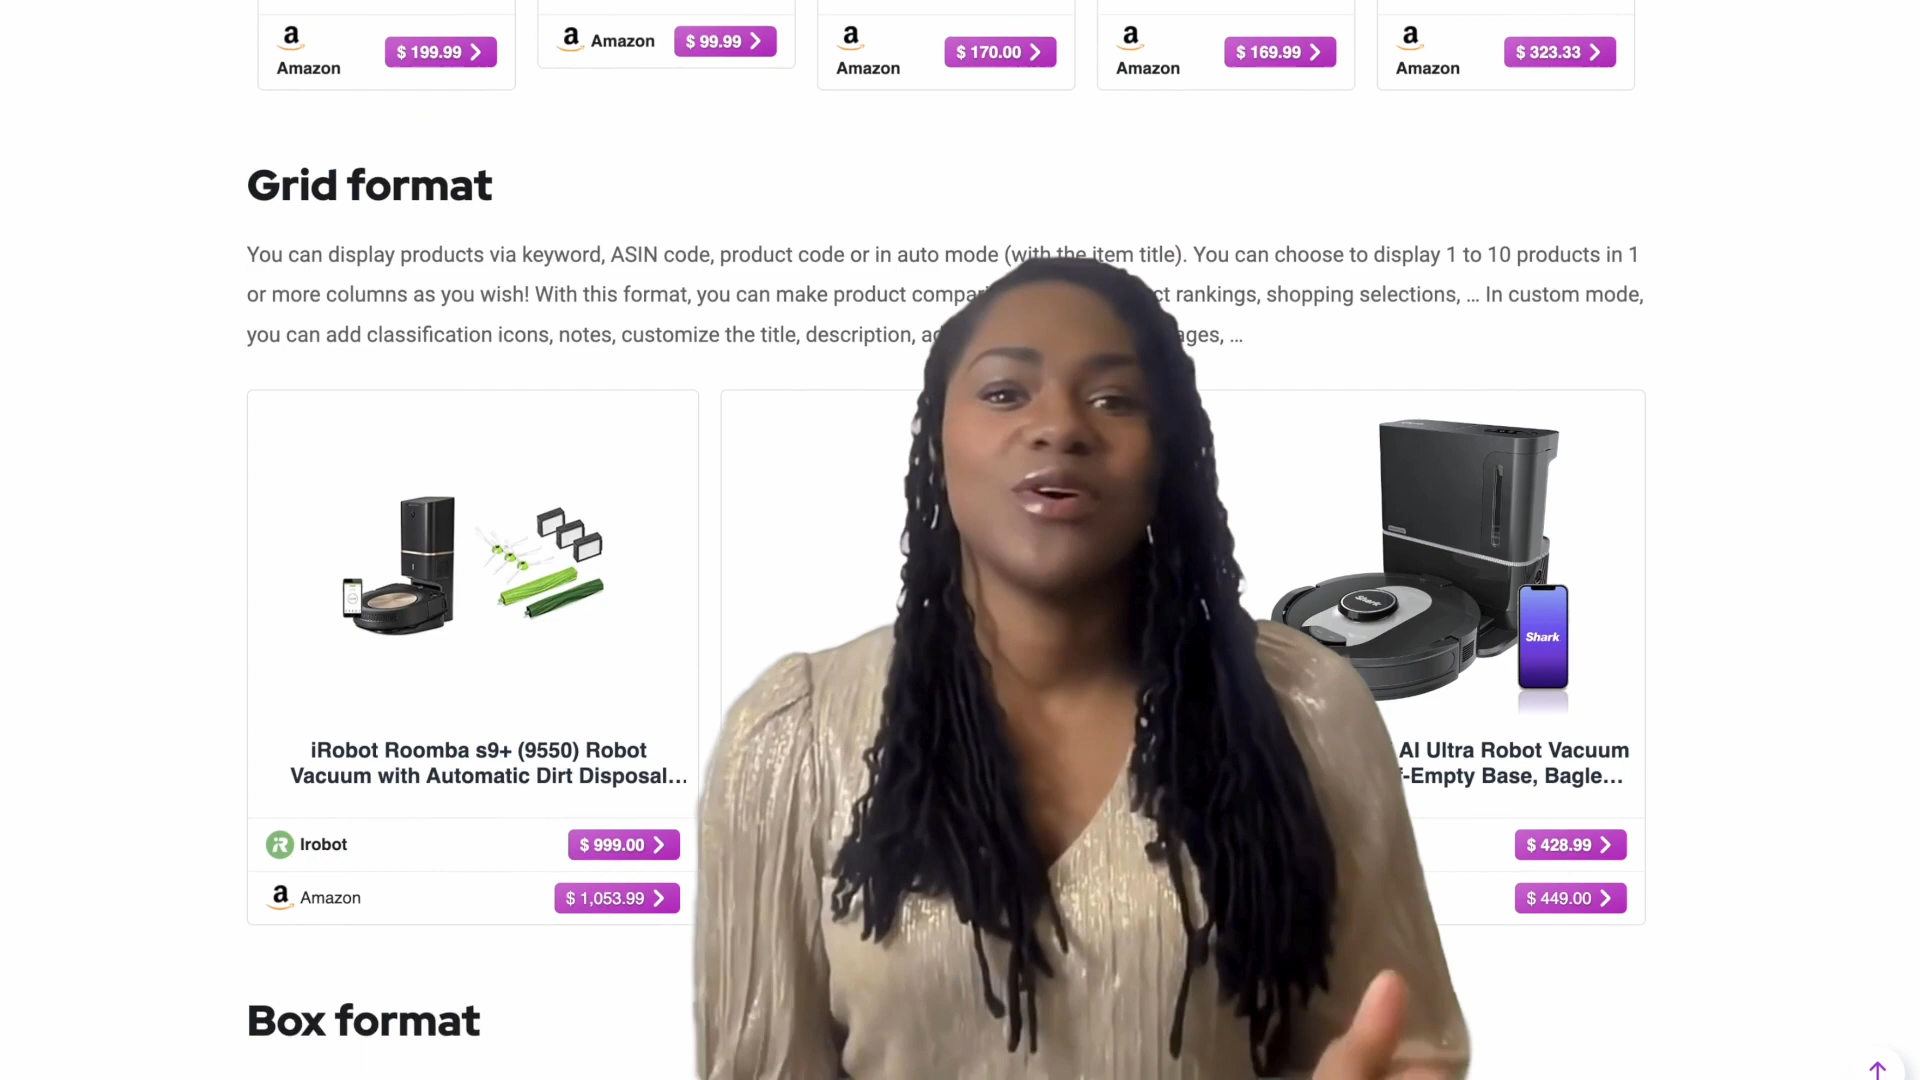 Amazon
$ 199.99
Amazon
$ 99.99
Amazon
$ 170.00
Amazon
$ 169.99
Amazon
$ 323.33
Grid format
You can display products via keyword, ASIN code, product code or in auto mode (with the item title). You can choose to display 1 to 10 products in 1
or more columns as you wish! With this format, you can make product rankings, shopping selections, ... In custom mode,
you can add classification icons, notes, customize the title, description, ...
Shark
Shark
iRobot Roomba s9+ (9550) Robot
Vacuum with Automatic Dirt Disposal...
AI Ultra Robot Vacuum
-Empty Base, Bagle...
Irobot
$ 999.00
$ 428.99
Amazon
$ 1,053.99
$ 449.00
Box format